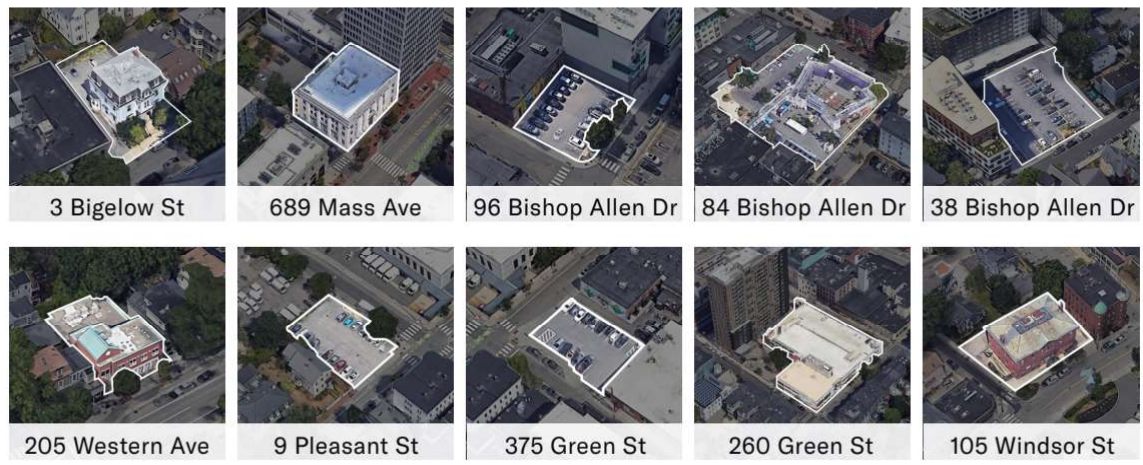 3 Bigelow St
689 Mass Ave
96 Bishop Allen Dr
84 Bishop Allen Dr
38 Bishop Allen Dr
205 Western Ave
9 Pleasant St
375 Green St
260 Green St
105 Windsor St